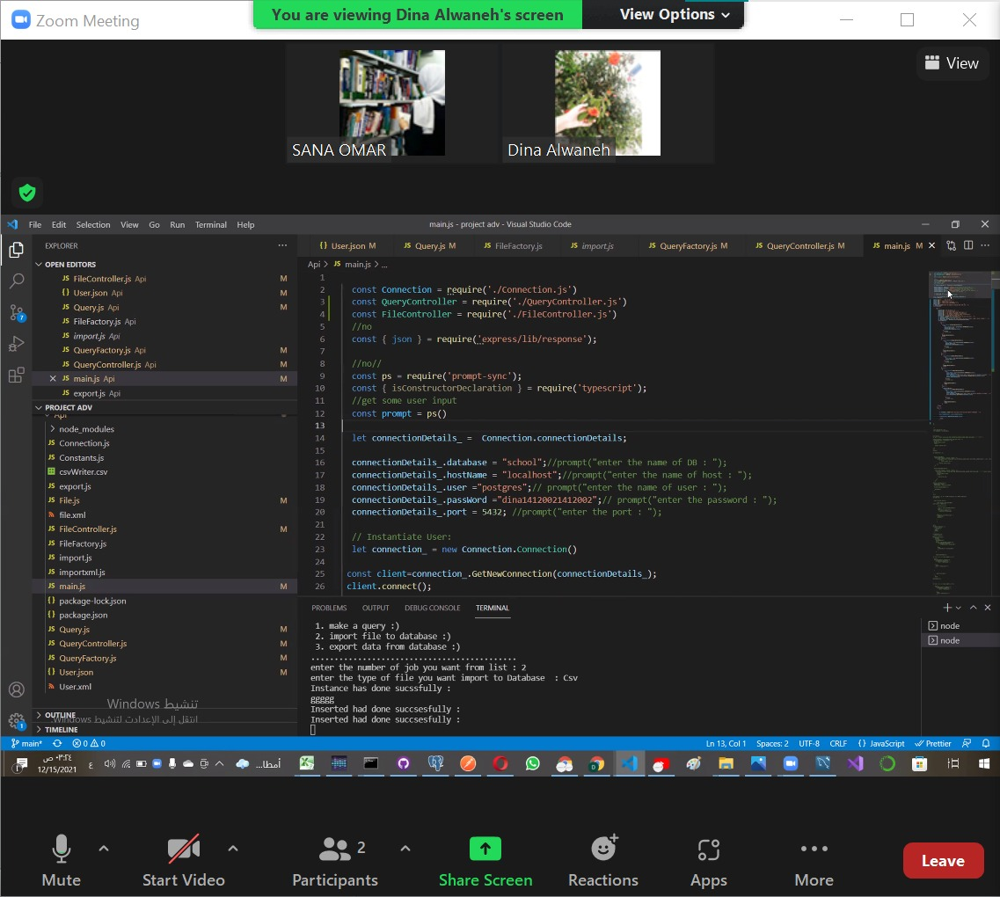 Zoom Meeting
You are viewing Dina Alwaneh's screen
View Options
View
SANA OMAR
Dina Alwaneh
File Edit Selection View Go Run Terminal Help
main.js - project adv - Visual Studio Code
EXPLORER
OPEN EDITORS
JS FileController.js Api M
{} User.json Api M
JS Query.js Api M
JS FileFactory.js Api
JS import.js Api
JS QueryFactory.js Api M
JS QueryController.js Api M
JS main.js Api M
JS export.js Api
PROJECT ADV
Api
node_modules
JS Connection.js
JS Constants.js
csvWriter.csv
JS export.js
JS File.js M
file.xml
JS FileController.js M
JS FileFactory.js
JS import.js
JS importxml.js
JS main.js M
{} package-lock.json
{} package.json
JS Query.js M
JS QueryController.js M
JS QueryFactory.js M
{} User.json M
User.xml
OUTLINE
TIMELINE
تنشيط Windows
انتقل إلى الإعدادت لتنشيط Windows
{} User.json M JS Query.js M JS FileFactory.js JS import.js JS QueryFactory.js M JS QueryController.js M JS main.js M
Api > JS main.js > ...
1
2 const Connection = require('./Connection.js')
3 const QueryController = require('./QueryController.js')
4 const FileController = require('./FileController.js')
5 //no
6 const { json } = require('express/lib/response');
7
8 //no//
9 const ps = require('prompt-sync');
10 const { isConstructorDeclaration } = require('typescript');
11 //get some user input
12 const prompt = ps()
13
14 let connectionDetails_ = Connection.connectionDetails;
15
16 connectionDetails_.database = "school";//prompt("enter the name of DB : ");
17 connectionDetails_.hostName = "localhost";//prompt("enter the name of host : ");
18 connectionDetails_.user ="postgres";// prompt("enter the name of user : ");
19 connectionDetails_.passWord ="dina14120021412002";// prompt("enter the password : ");
20 connectionDetails_.port = 5432; //prompt("enter the port : ");
21
22 // Instantiate User:
23 let connection_ = new Connection.Connection()
24
25 const client=connection_.GetNewConnection(connectionDetails_);
26 client.connect();
PROBLEMS OUTPUT DEBUG CONSOLE TERMINAL
1. make a query :)
2. import file to database :)
3. export data from database :)
............................................
enter the number of job you want from list : 2
enter the type of file you want import to Database : Csv
Instance has done sucssfully :
ggggg
Inserted had done succsesfully :
Inserted had done succsesfully :
node
node
main* 0 0
Ln 13, Col 1 Spaces: 2 UTF-8 CRLF {} JavaScript Prettier
7
1
12/15/2021
ع
أمطا...
Mute
Start Video
2
Participants
Share Screen
Reactions
Apps
More
Leave